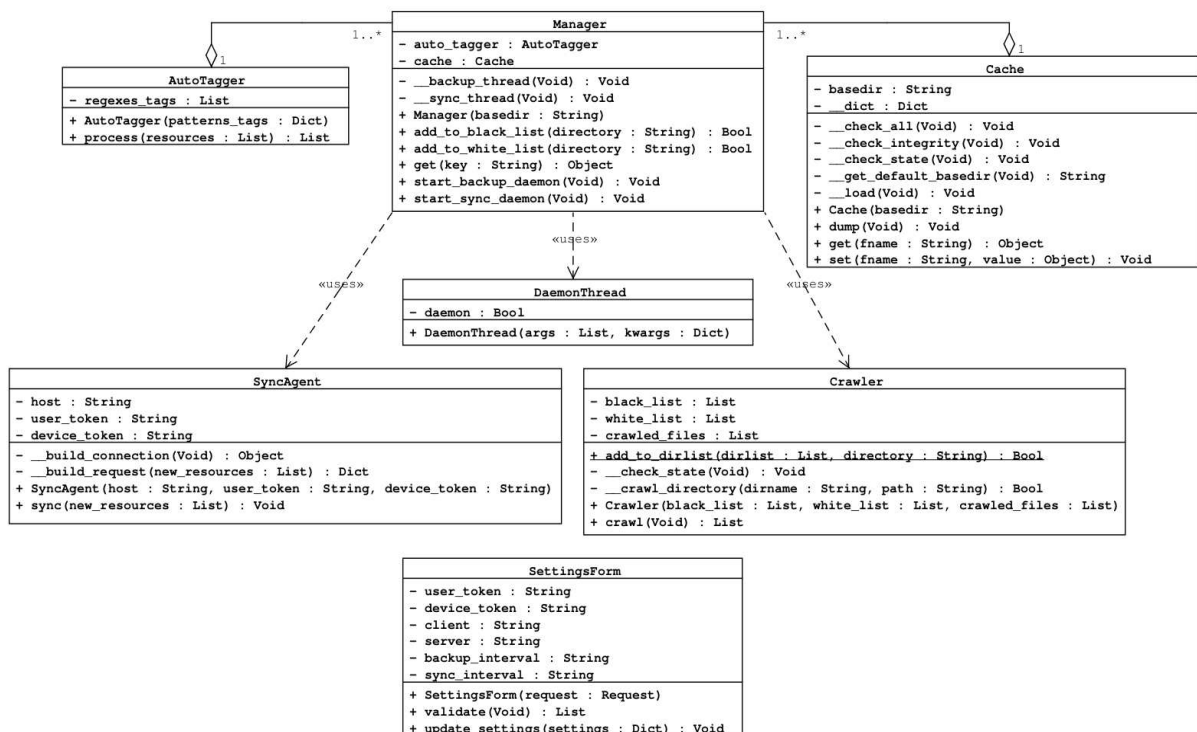 Manager
- auto_tagger : AutoTagger
- cache : Cache
- __backup_thread(Void) : Void
- __sync_thread(Void) : Void
+ Manager(basedir : String)
+ add_to_black_list(directory : String) : Bool
+ add_to_white_list(directory : String) : Bool
+ get(key : String) : Object
+ start_backup_daemon(Void) : Void
+ start_sync_daemon(Void) : Void
1..*
1
1..*
1
AutoTagger
- regexes_tags : List
+ AutoTagger(patterns_tags : Dict)
+ process(resources : List) : List
Cache
- basedir : String
- __dict : Dict
- __check_all(Void) : Void
- __check_integrity(Void) : Void
- __check_state(Void) : Void
- __get_default_basedir(Void) : String
- __load(Void) : Void
+ Cache(basedir : String)
+ dump(Void) : Void
+ get(fname : String) : Object
+ set(fname : String, value : Object) : Void
«uses»
«uses»
«uses»
DaemonThread
- daemon : Bool
+ DaemonThread(args : List, kwargs : Dict)
SyncAgent
- host : String
- user_token : String
- device_token : String
- __build_connection(Void) : Object
- __build_request(new_resources : List) : Dict
+ SyncAgent(host : String, user_token : String, device_token : String)
+ sync(new_resources : List) : Void
Crawler
- black_list : List
- white_list : List
- crawled_files : List
+ add_to_dirlist(dirlist : List, directory : String) : Bool
- __check_state(Void) : Void
- __crawl_directory(dirname : String, path : String) : Bool
+ Crawler(black_list : List, white_list : List, crawled_files : List)
+ crawl(Void) : List
SettingsForm
- user_token : String
- device_token : String
- client : String
- server : String
- backup_interval : String
- sync_interval : String
+ SettingsForm(request : Request)
+ validate(Void) : List
+ update_settings(settings : Dict) : Void